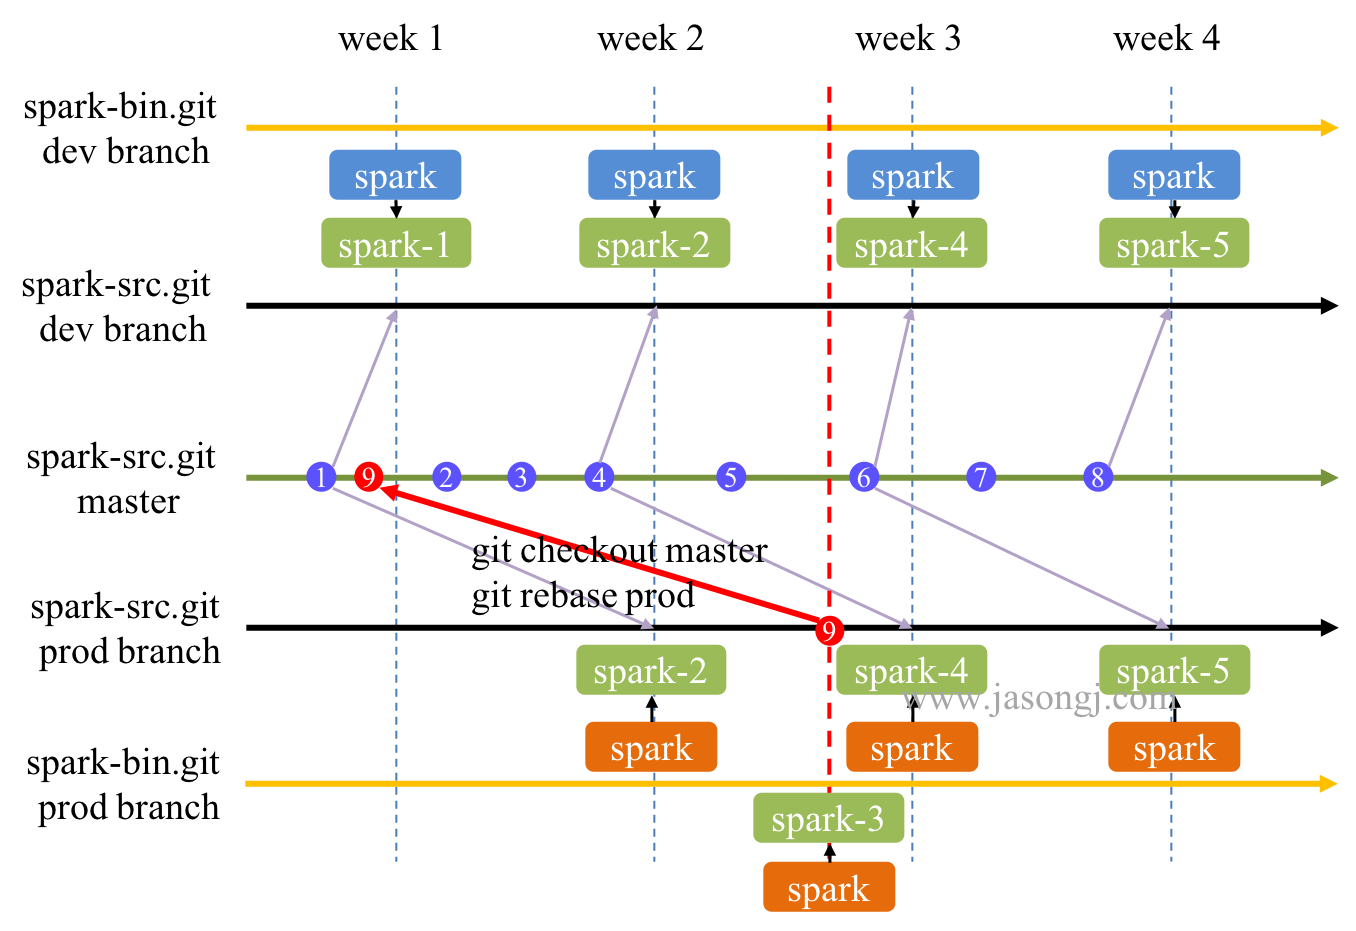 week 1
week 2
week 3
week 4
spark-bin.git
dev branch
spark
spark
spark
spark
spark-1
spark-2
spark-4
spark-5
spark-src.git
dev branch
spark-src.git
master
1
9
2
3
4
5
6
7
8
git checkout master
git rebase prod
spark-src.git
prod branch
9
spark-2
spark-4
spark-5
www.jasongj.com
spark
spark
spark
spark-bin.git
prod branch
spark-3
spark